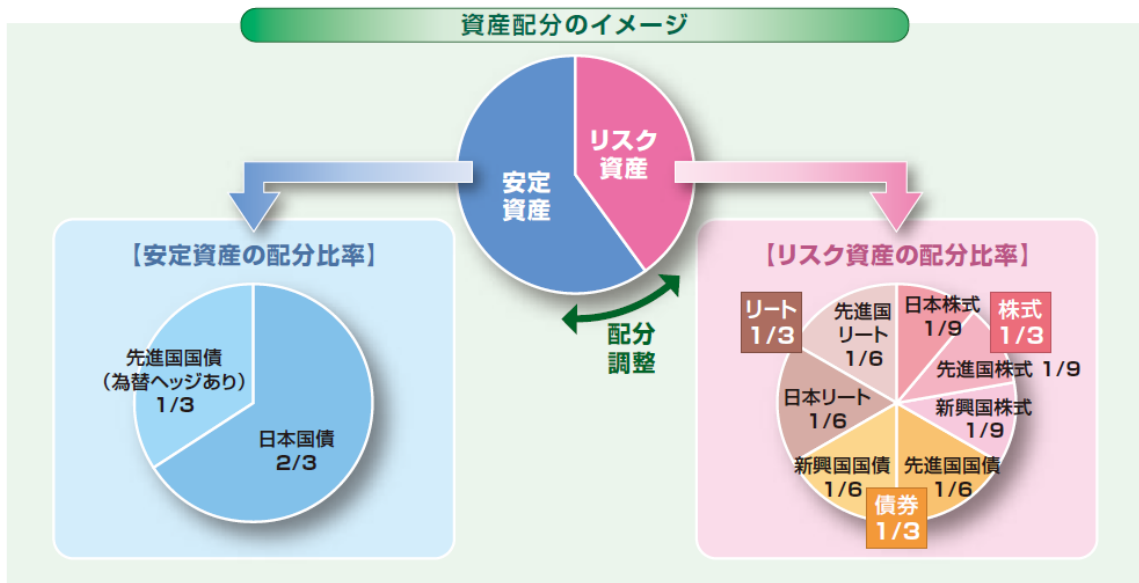 資産配分のイメージ
リスク
資産
安定
資産
配分
調整
【安定資産の配分比率】
先進国国債
（為替ヘッジあり）
1/3
日本国債
2/3
【リスク資産の配分比率】
リート
1/3
先進国
リート
1/6
日本株式
1/9
株式
1/3
先進国株式 1/9
新興国株式
1/9
日本リート
1/6
新興国国債
1/6
先進国国債
1/6
債券
1/3